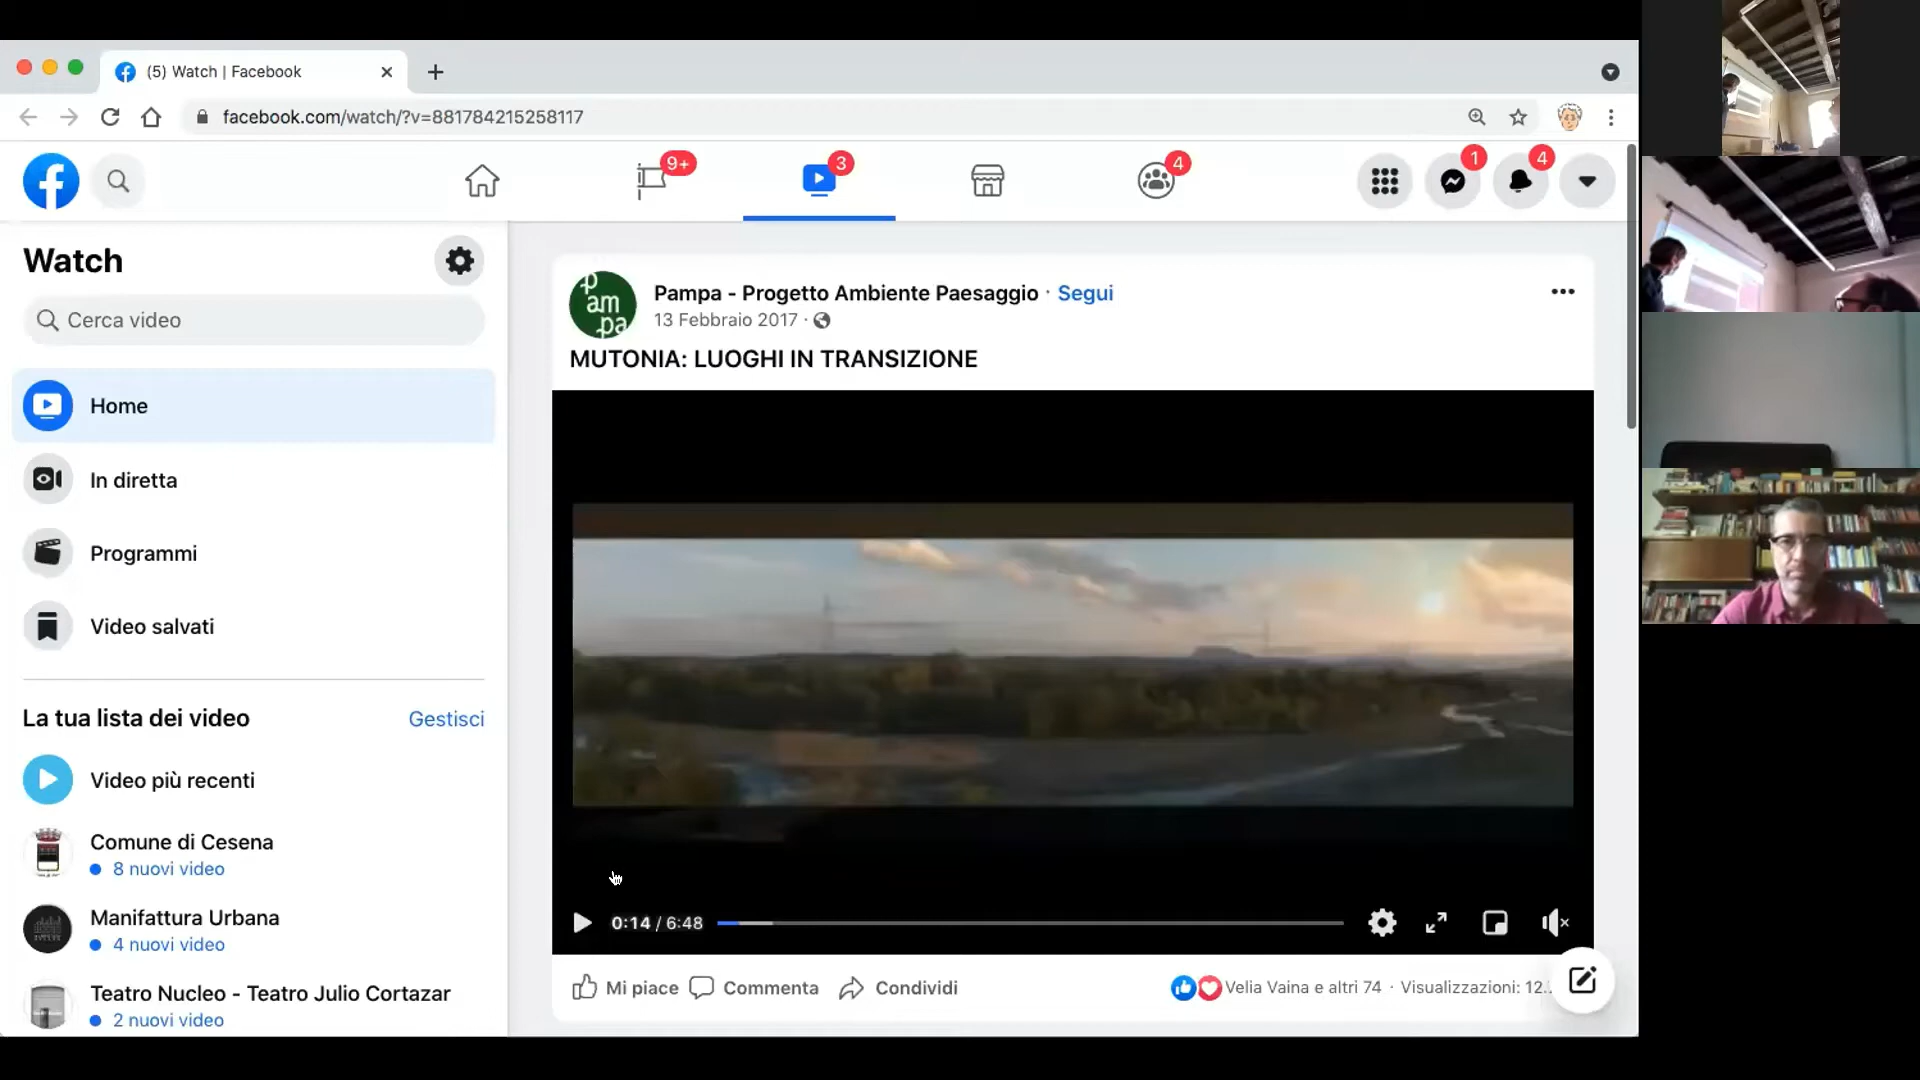 (5) Watch | Facebook
facebook.com/watch/?v=881784215258117
9+
3
4
1
4
Watch
Cerca video
Home
In diretta
Programmi
Video salvati
La tua lista dei video
Gestisci
Video più recenti
Comune di Cesena
8 nuovi video
Manifattura Urbana
4 nuovi video
Teatro Nucleo - Teatro Julio Cortazar
2 nuovi video
p
am
pa
Pampa - Progetto Ambiente Paesaggio · Segui
13 Febbraio 2017 ·
MUTONIA: LUOGHI IN TRANSIZIONE
0:14 / 6:48
Mi piace
Commenta
Condividi
Velia Vaina e altri 74 · Visualizzazioni: 12...